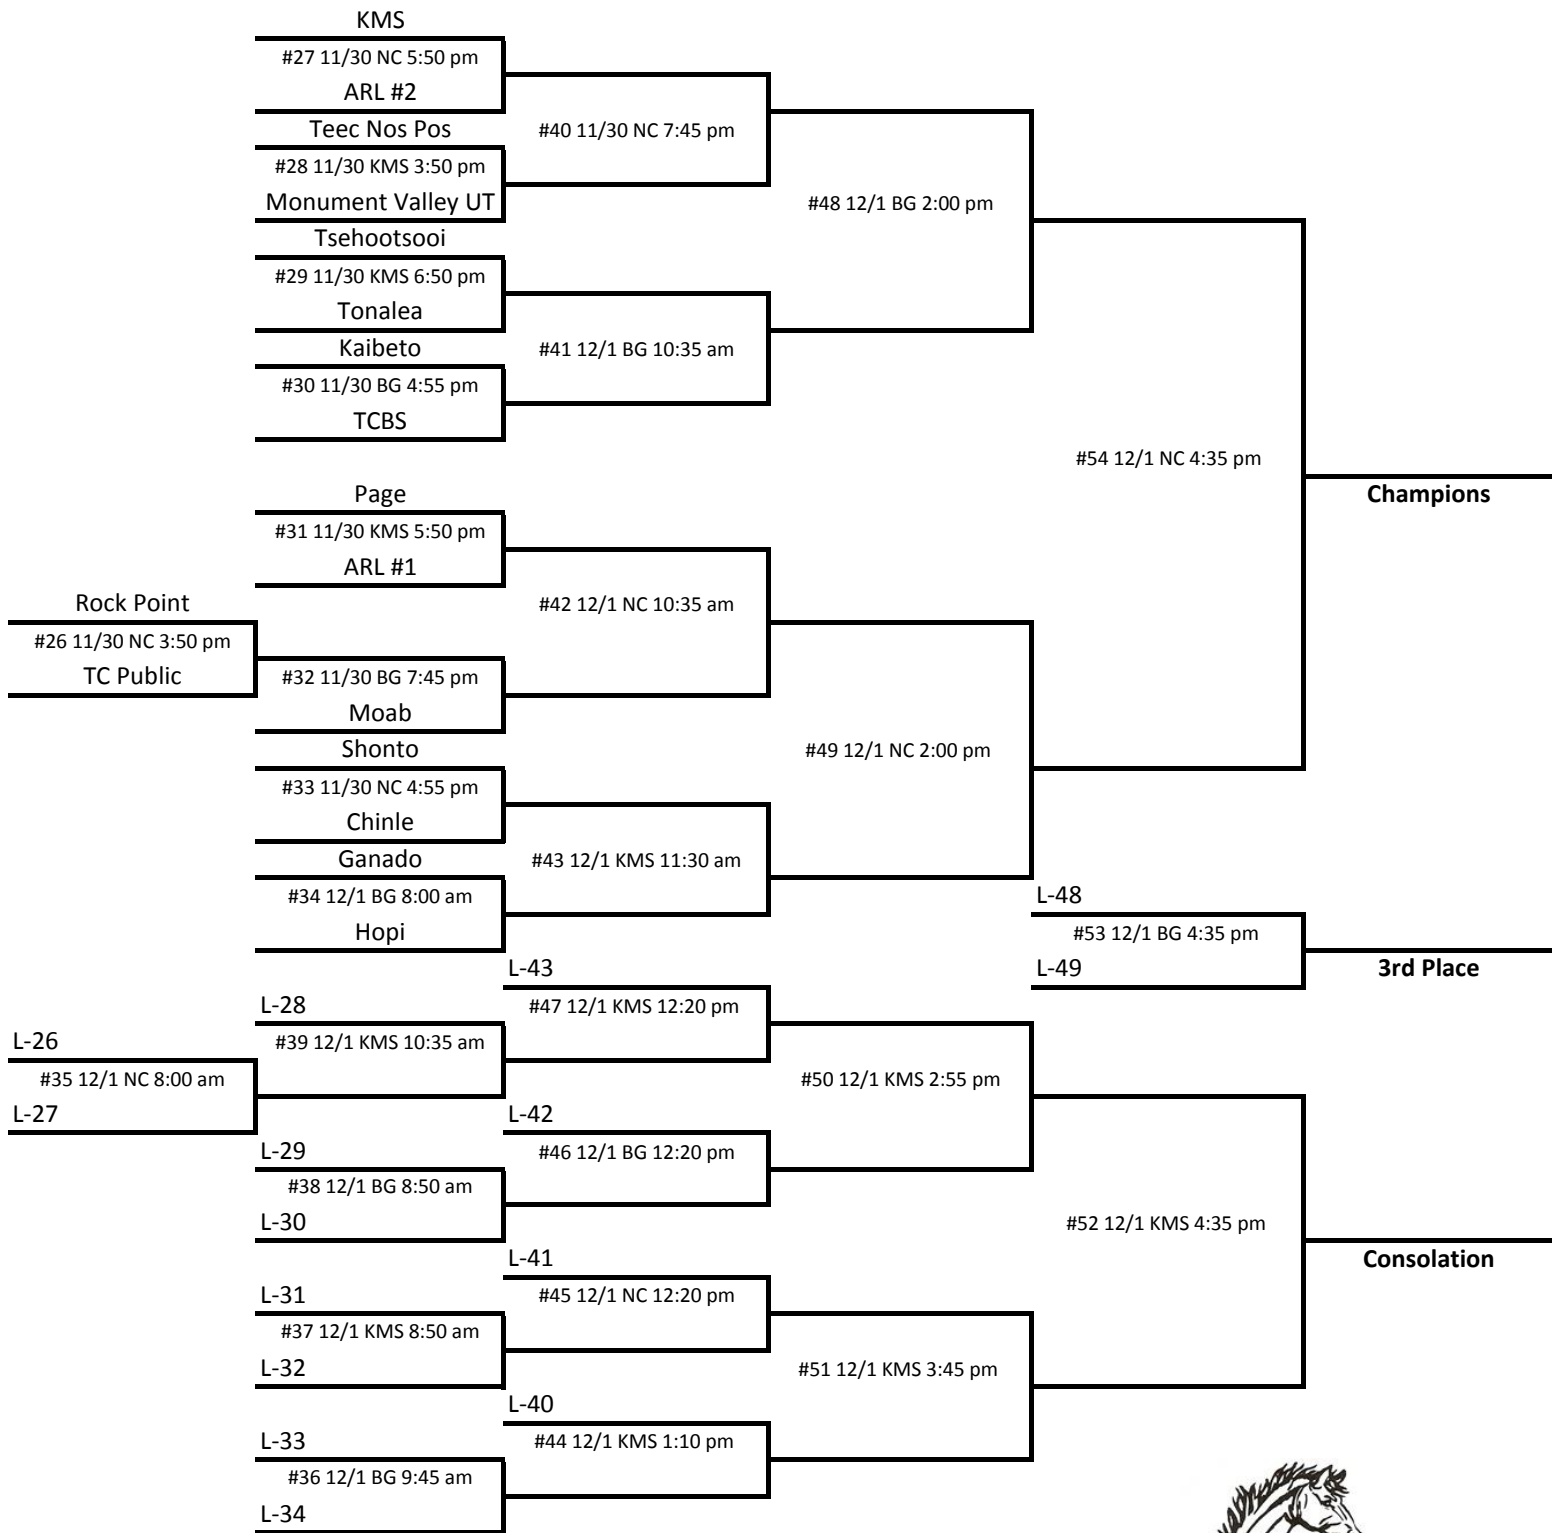 KMS
#27 11/30 NC 5:50 pm
ARL #2
Teec Nos Pos
#40 11/30 NC 7:45 pm
#28 11/30 KMS 3:50 pm
Monument Valley UT
#48 12/1 BG 2:00 pm
Tsehootsooi
#29 11/30 KMS 6:50 pm
Tonalea
Kaibeto
#41 12/1 BG 10:35 am
#30 11/30 BG 4:55 pm
TCBS
#54 12/1 NC 4:35 pm
Champions
Page
#31 11/30 KMS 5:50 pm
ARL #1
Rock Point
#42 12/1 NC 10:35 am
#26 11/30 NC 3:50 pm
TC Public
#32 11/30 BG 7:45 pm
Moab
Shonto
#49 12/1 NC 2:00 pm
#33 11/30 NC 4:55 pm
Chinle
Ganado
#43 12/1 KMS 11:30 am
#34 12/1 BG 8:00 am
Hopi
L-48
#53 12/1 BG 4:35 pm
L-49
3rd Place
L-43
#47 12/1 KMS 12:20 pm
L-28
#39 12/1 KMS 10:35 am
L-26
#35 12/1 NC 8:00 am
L-27
#50 12/1 KMS 2:55 pm
L-42
#46 12/1 BG 12:20 pm
L-29
#38 12/1 BG 8:50 am
L-30
#52 12/1 KMS 4:35 pm
Consolation
L-41
#45 12/1 NC 12:20 pm
L-31
#37 12/1 KMS 8:50 am
L-32
#51 12/1 KMS 3:45 pm
L-40
#44 12/1 KMS 1:10 pm
L-33
#36 12/1 BG 9:45 am
L-34